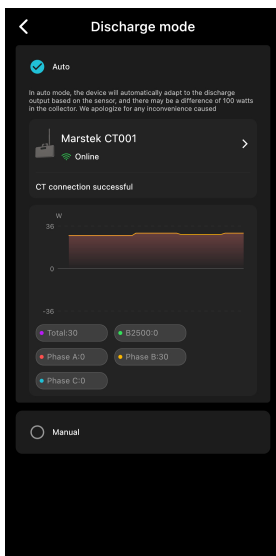 Discharge mode
Auto
In auto mode, the device will automatically adapt to the discharge
output based on the sensor, and there may be a difference of 100 watts
in the collector. We apologize for any inconvenience caused
Marstek CT001
Online
CT connection successful
W
36
0
-36
Total:30
B2500:0
Phase A:0
Phase B:30
Phase C:0
Manual